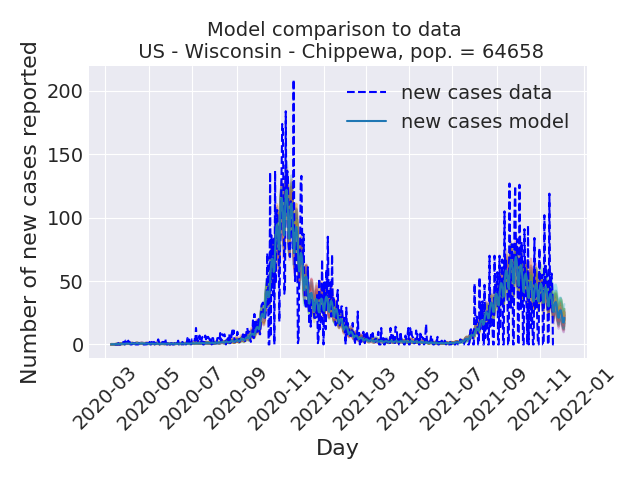 Model comparison to data
US - Wisconsin - Chippewa, pop. = 64658
Number of new cases reported
200
150
100
50
0
new cases data
new cases model
2020-03
2020-05
2020-07
2020-09
2020-11
2021-01
2021-03
2021-05
2021-07
2021-09
2021-11
2022-01
Day